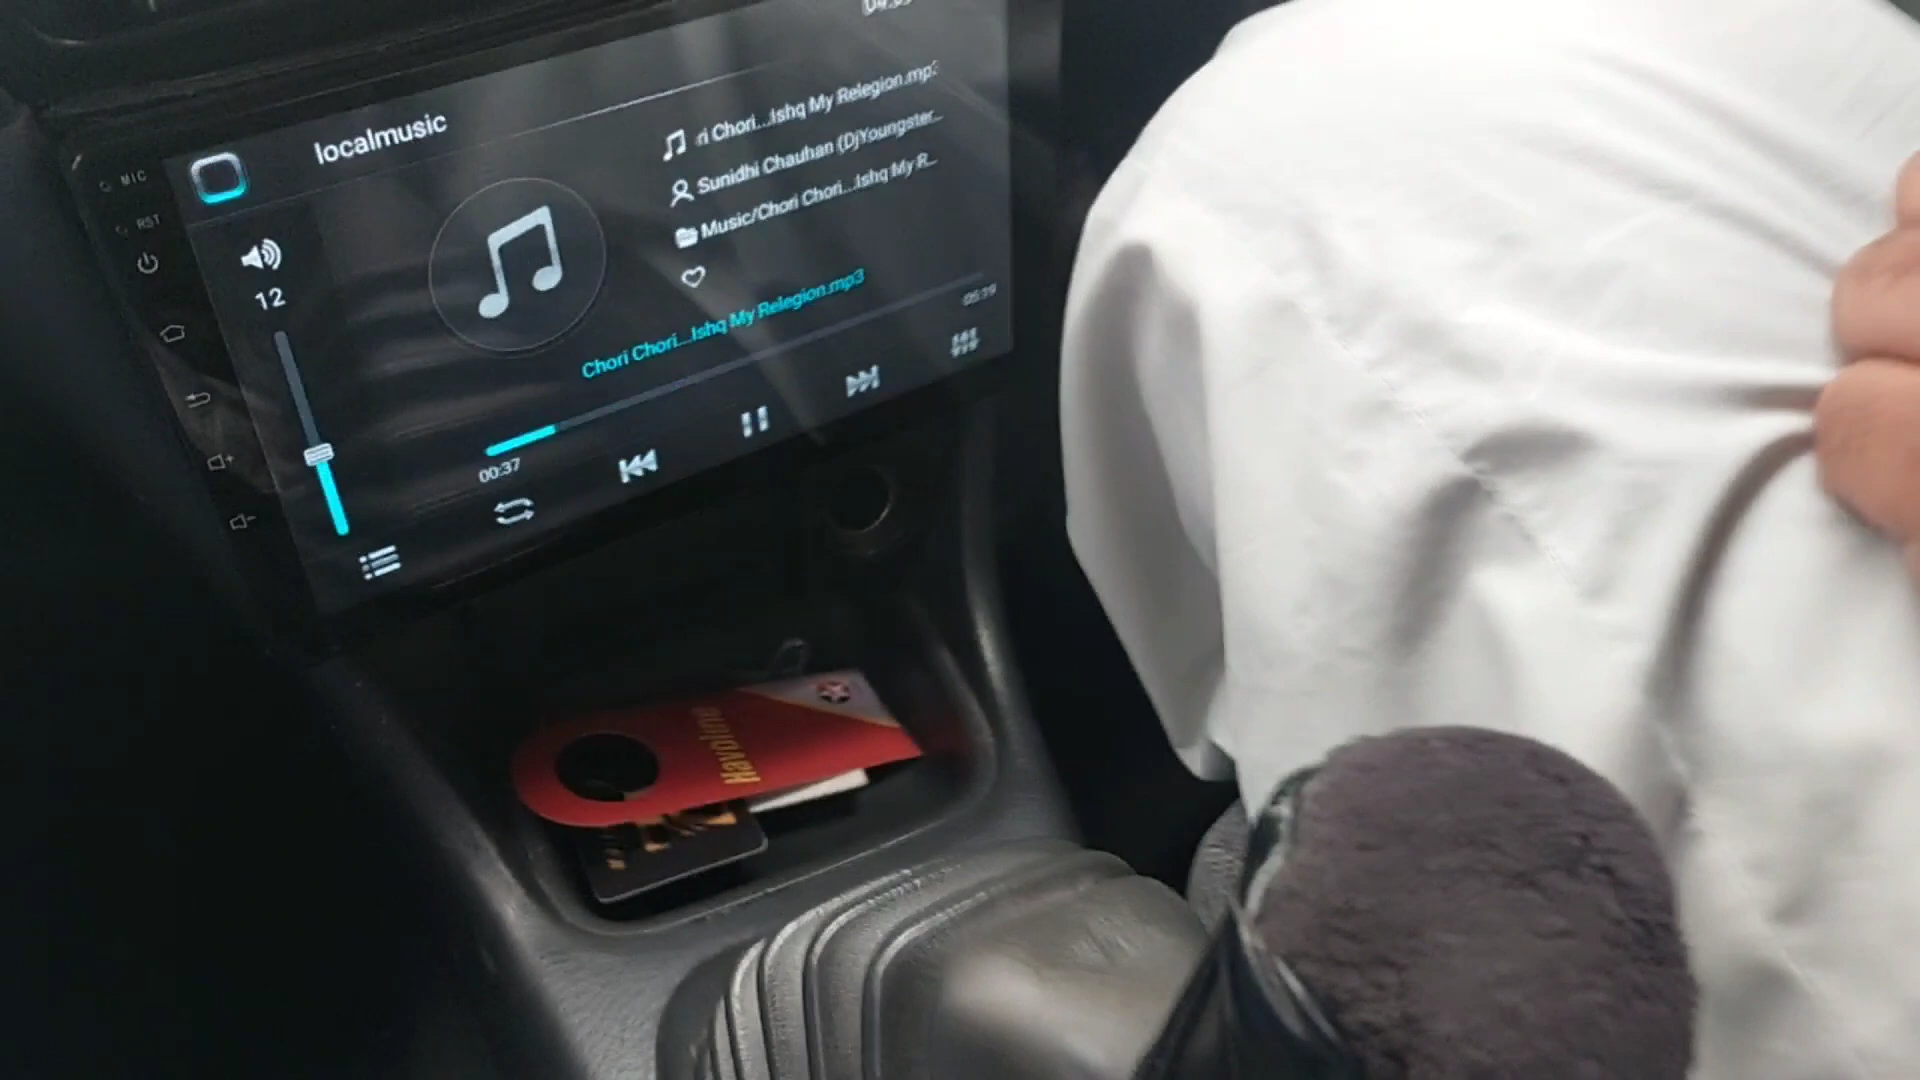 localmusic
ri Chori...Ishq My Relegion.mp3
Sunidhi Chauhan (DjYoungster...
Music/Chori Chori...Ishq My R...
MIC
RST
12
Chori Chori...Ishq My Relegion.mp3
05:39
00:37
Havoline